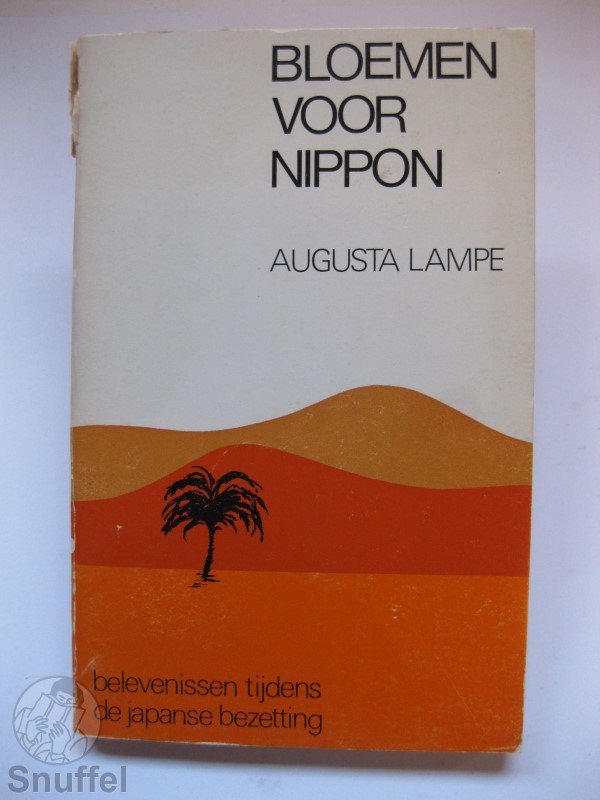 BLOEMEN
VOOR
NIPPON
AUGUSTA LAMPE
belevenissen tijdens
de japanse bezetting
Snuffel